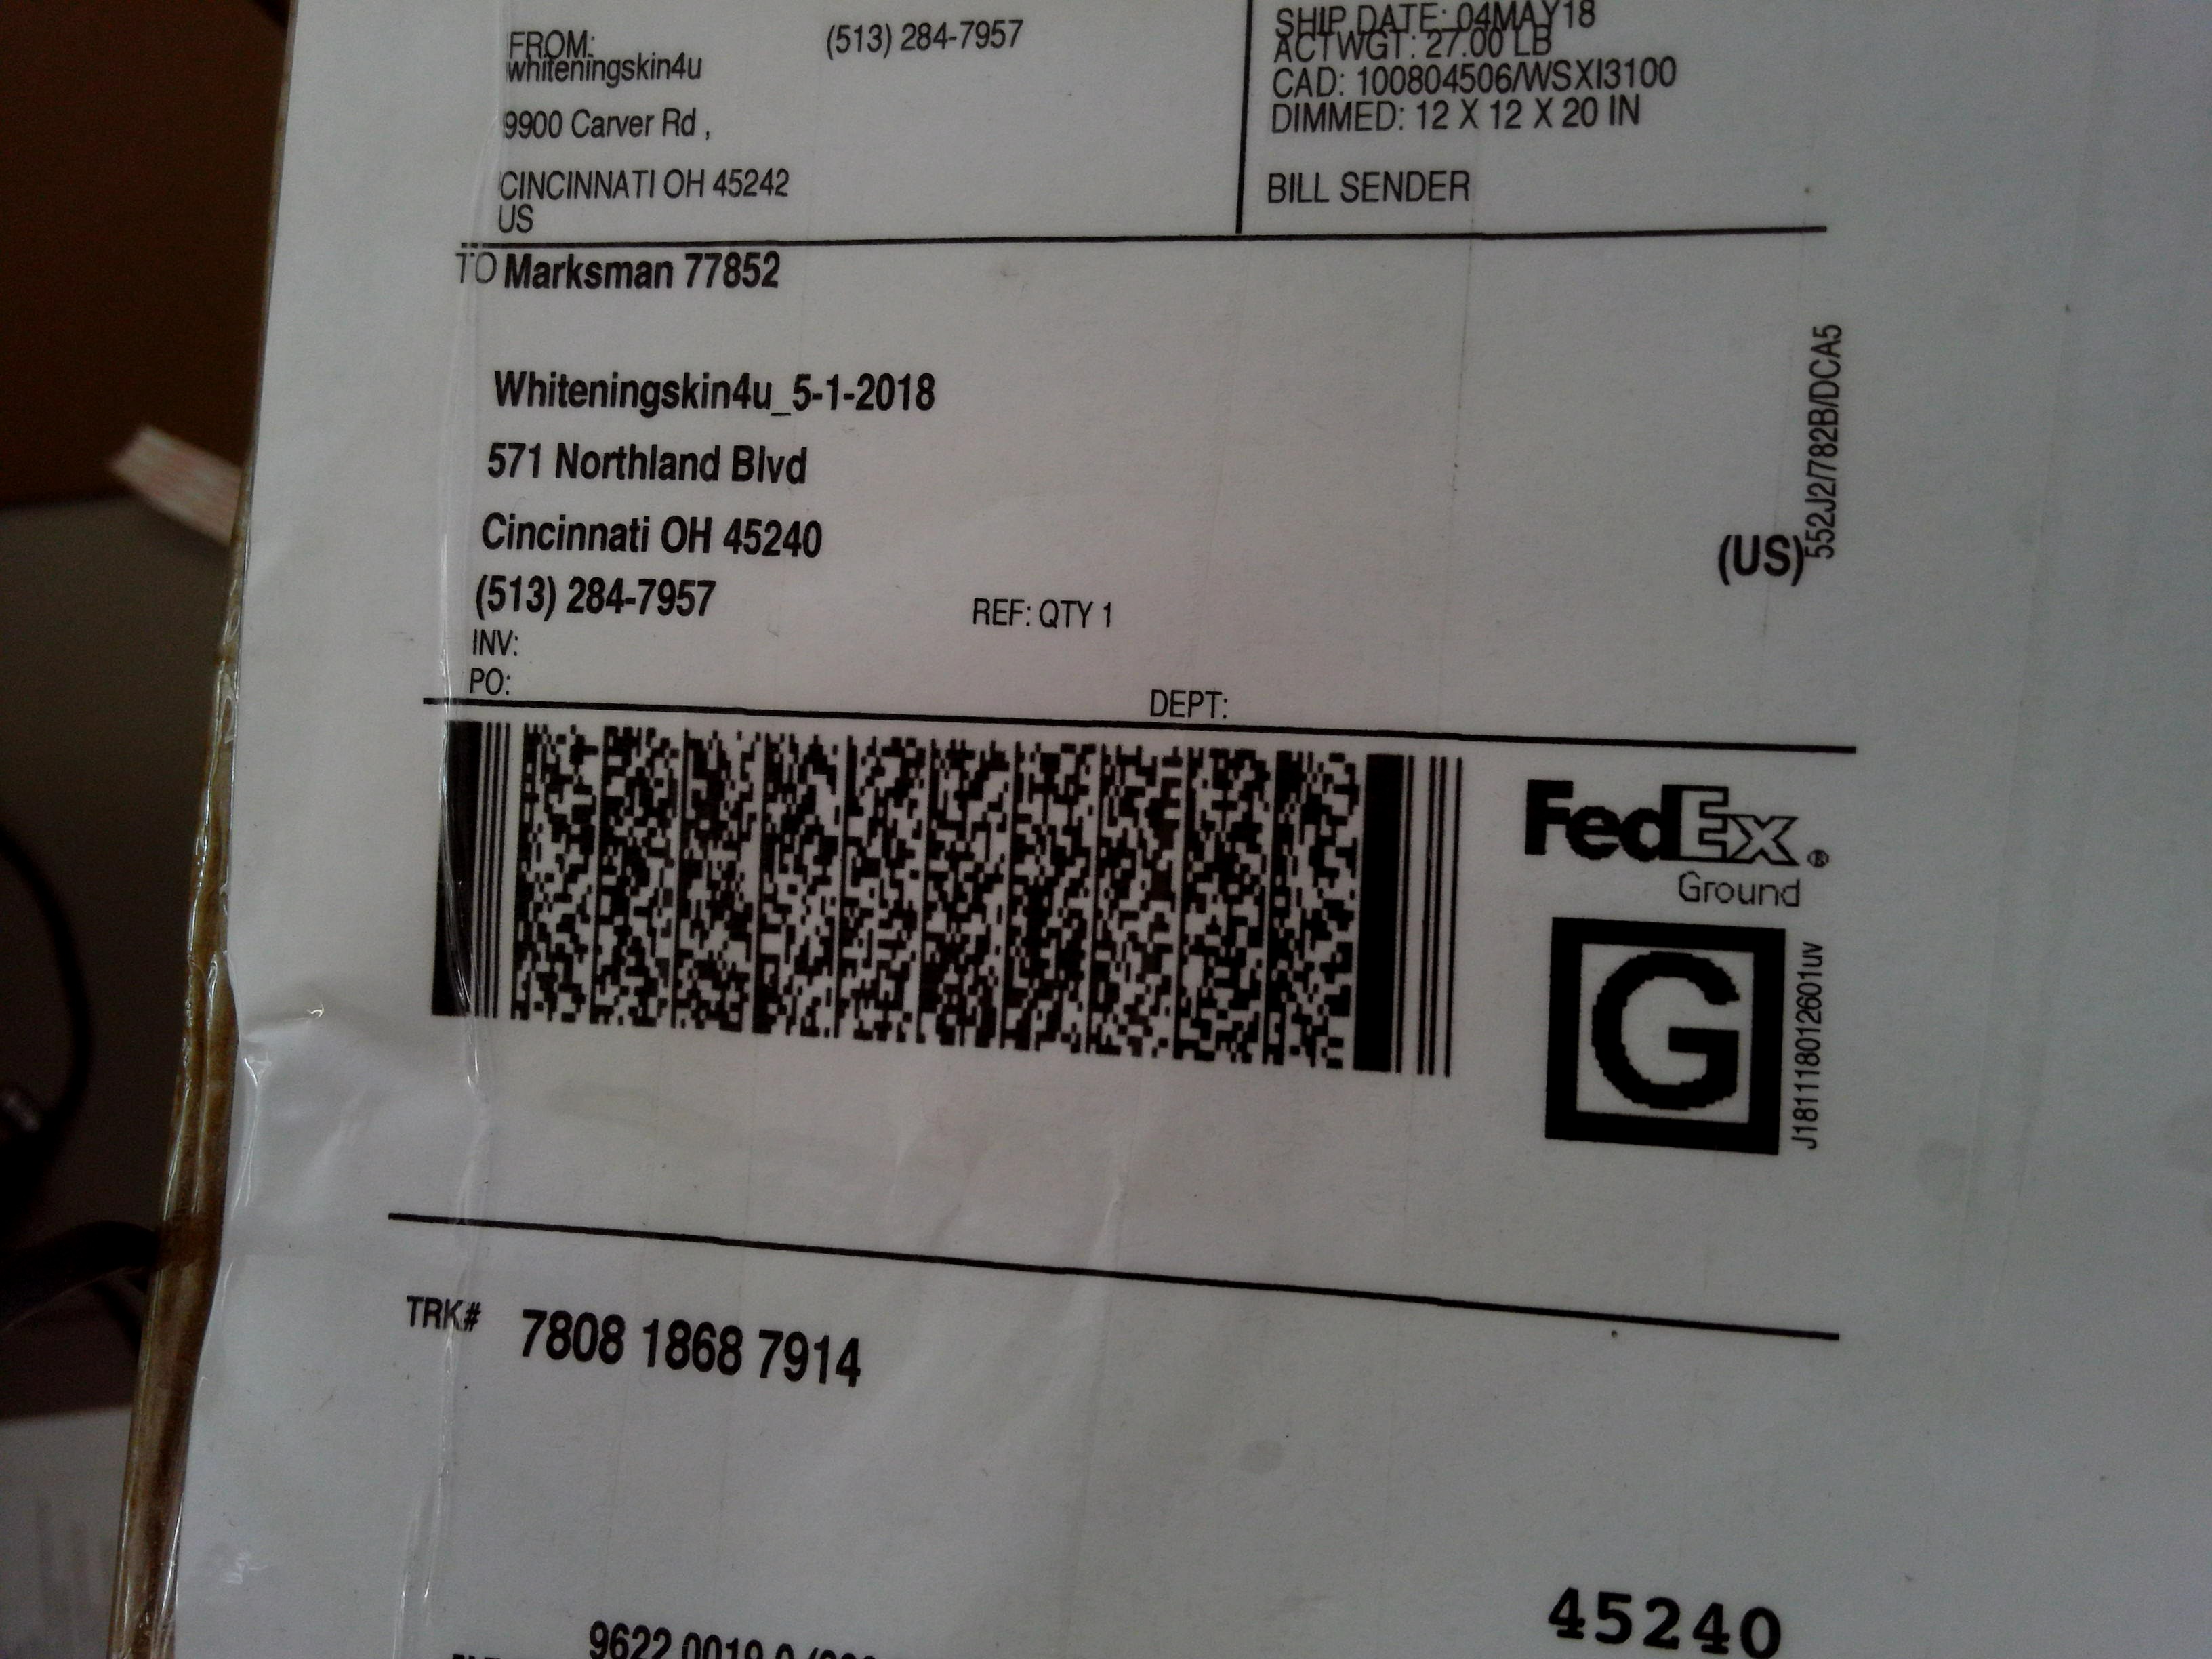 FROM: (513) 284-7957
whiteningskin4u
9900 Carver Rd ,
CINCINNATI OH 45242
US
SHIP DATE: 04MAY18
ACTWGT: 27.00 LB
CAD: 100804506/WSXI3100
DIMMED: 12 X 12 X 20 IN
BILL SENDER
TO Marksman 77852
Whiteningskin4u_5-1-2018
571 Northland Blvd
Cincinnati OH 45240
(US)
(513) 284-7957
REF: QTY 1
INV:
PO:
DEPT:
552J2/782B/DCA5
FedEx®
Ground
G
J181118012601uv
TRK# 7808 1868 7914
45240
9622 0019 0